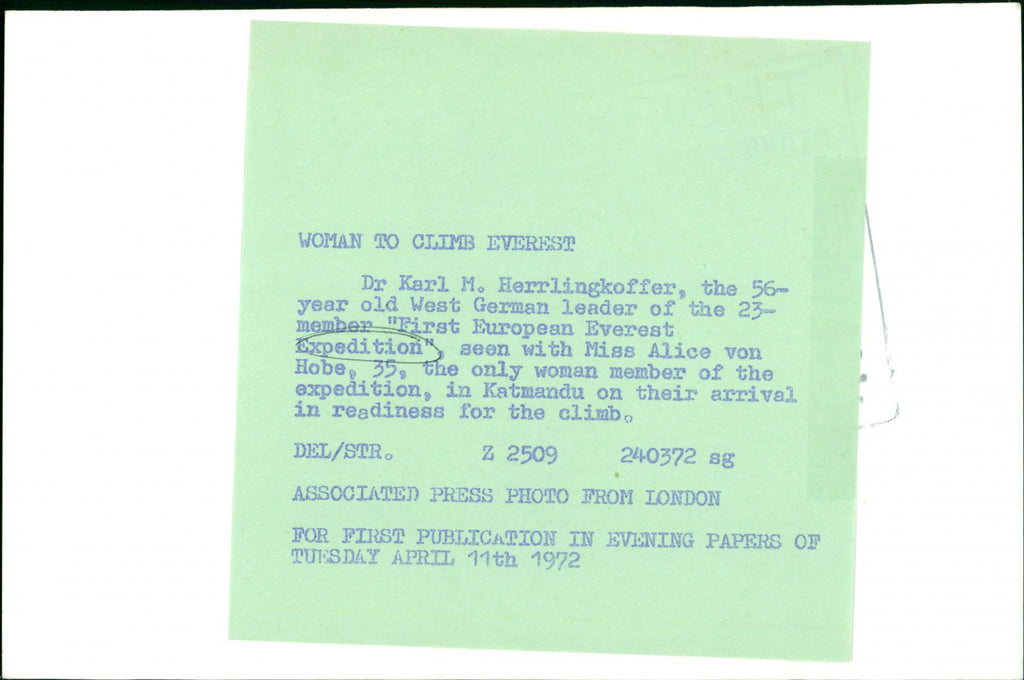 WOMAN TO CLIMB EVEREST
Dr Karl M. Herrlingkoffer, the 56-
year old West German leader of the 23-
member "First European Everest
Expedition", seen with Miss Alice von
Hobe, 35, the only woman member of the
expedition, in Katmandu on their arrival
in readiness for the climb.
DEL/STR. Z 2509 240372 sg
ASSOCIATED PRESS PHOTO FROM LONDON
FOR FIRST PUBLICATION IN EVENING PAPERS OF
TUESDAY APRIL 11th 1972